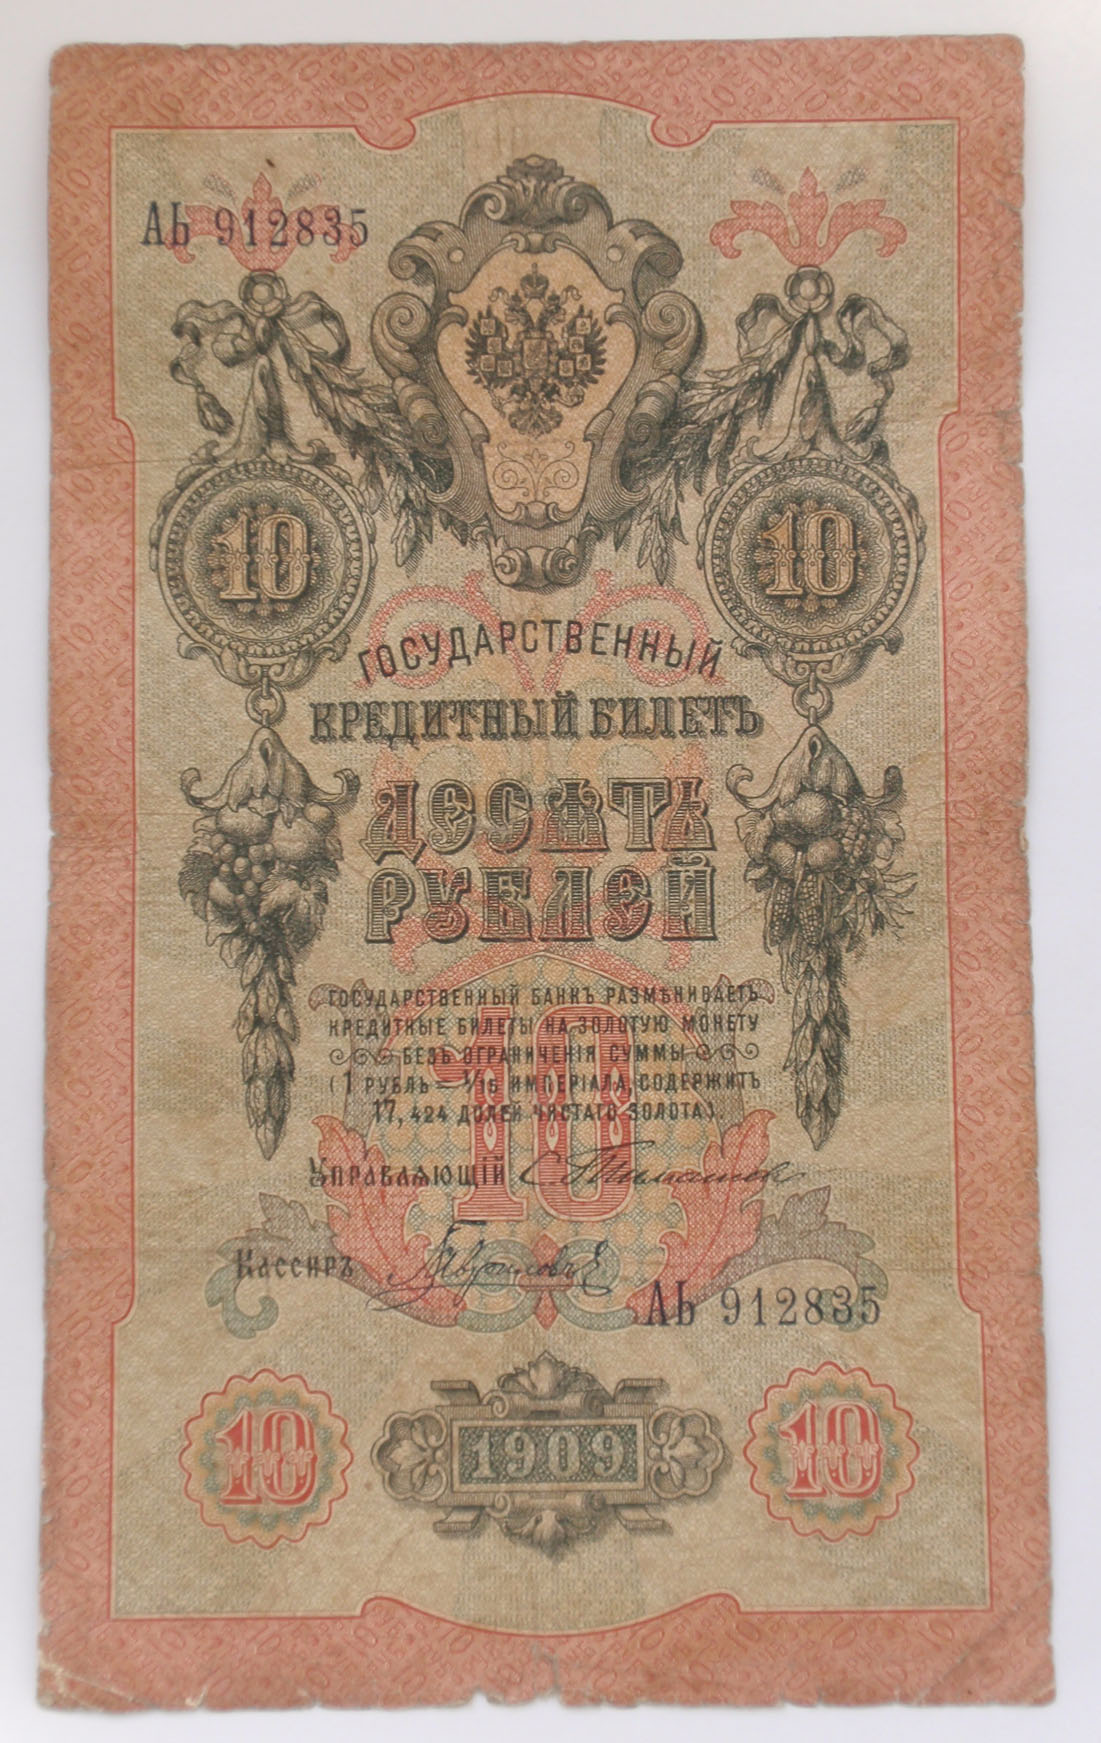 АЬ 912835
10 10
ГОСУДАРСТВЕННЫЙ
КРЕДИТНЫЙ БИЛЕТЪ
ДЕСЯТЬ
РУБЛЕЙ
ГОСУДАРСТВЕННЫЙ БАНКЪ РАЗМѢНИВАЕТЪ
КРЕДИТНЫЕ БИЛЕТЫ НА ЗОЛОТУЮ МОНЕТУ
БЕЗЪ ОГРАНИЧЕНІЯ СУММЫ
(1 РУБЛЬ = 1/15 ИМПЕРІАЛА, СОДЕРЖИТЪ
17,424 ДОЛЕЙ ЧИСТАГО ЗОЛОТА).
10
Управляющій С. Тимашев
Кассиръ
АЬ 912835
10 1909 10